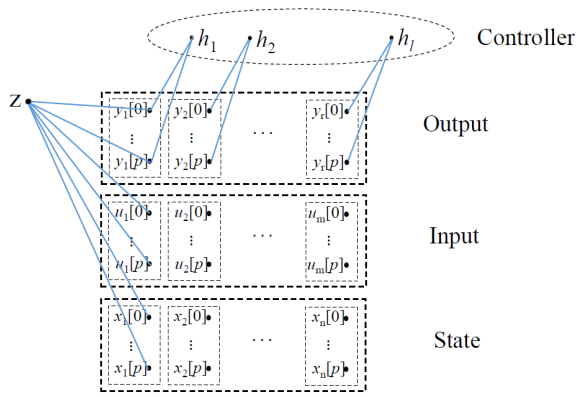 h1 h2 hl Controller
z
y1[0] y2[0] yr[0]
⋮ ⋮ ... ⋮ Output
y1[p] y2[p] yr[p]
u1[0] u2[0] um[0]
⋮ ⋮ ... ⋮ Input
u1[p] u2[p] um[p]
x1[0] x2[0] xn[0]
⋮ ⋮ ... ⋮ State
x1[p] x2[p] xn[p]